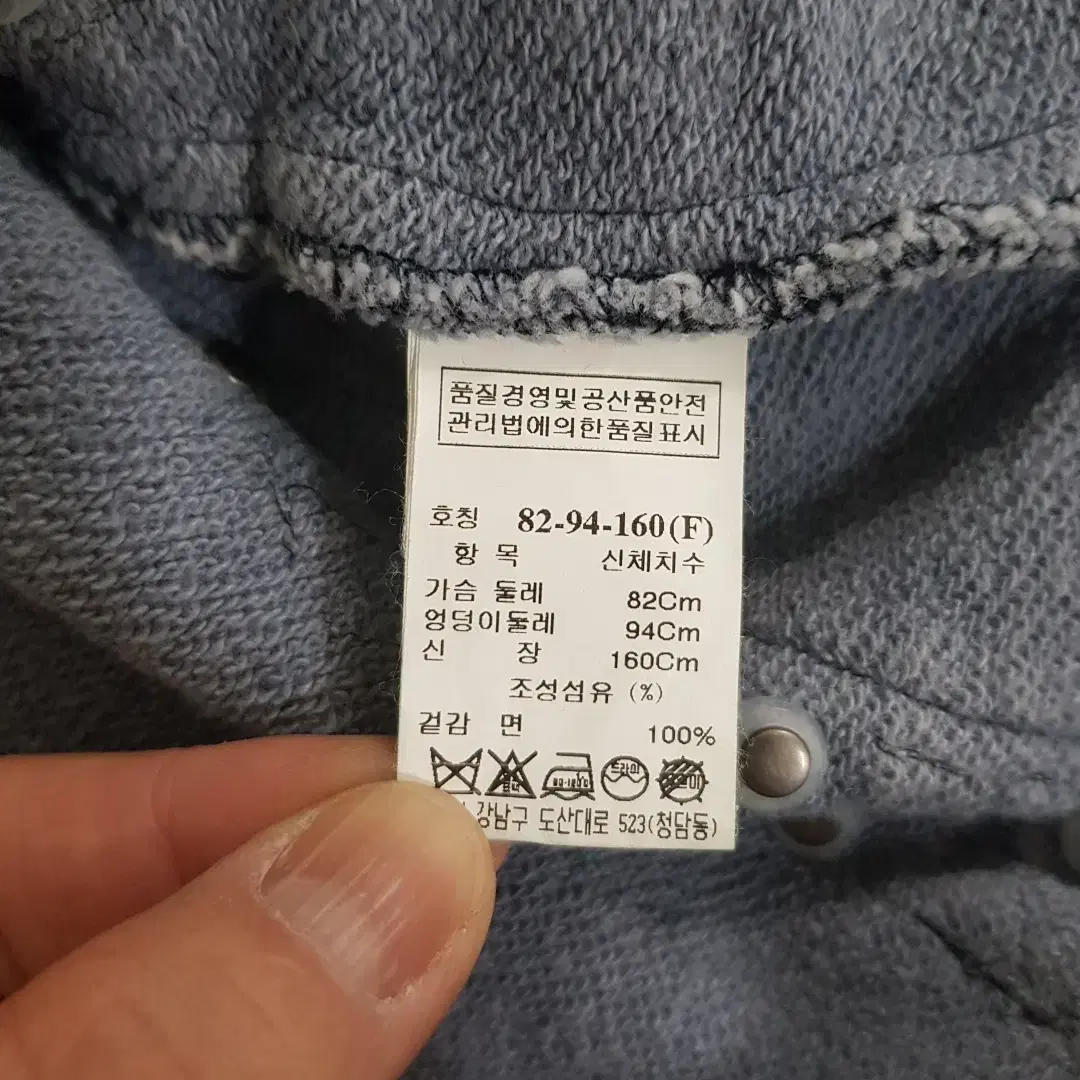 품질경영및공산품안전
관리법에의한품질표시
호칭 82-94-160(F)
항 목 신체치수
가슴 둘레 82Cm
엉덩이둘레 94Cm
신 장 160Cm
조성섬유 (%)
겉감 면 100%
드라이
강남구 도산대로 523(청담동)